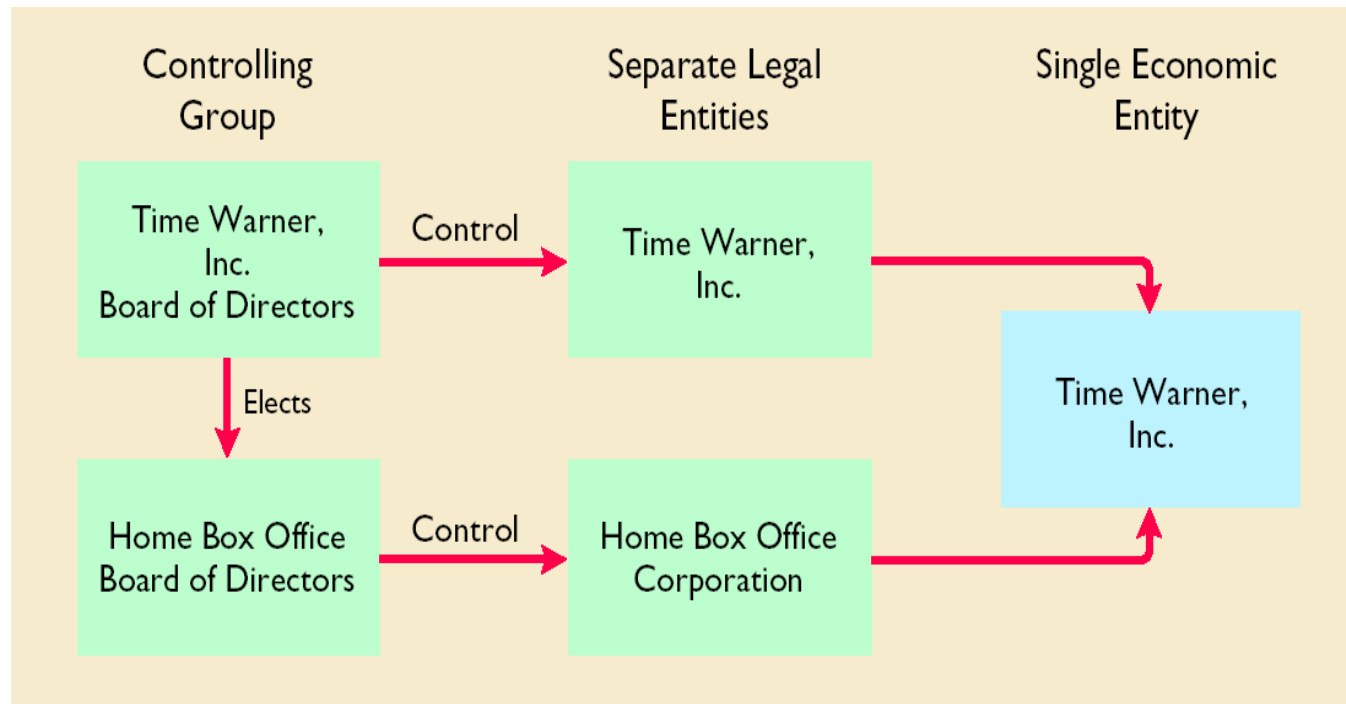 Controlling
Group
Separate Legal
Entities
Single Economic
Entity
Time Warner,
Inc.
Board of Directors
Control
Time Warner,
Inc.
Time Warner,
Inc.
Elects
Home Box Office
Board of Directors
Control
Home Box Office
Corporation